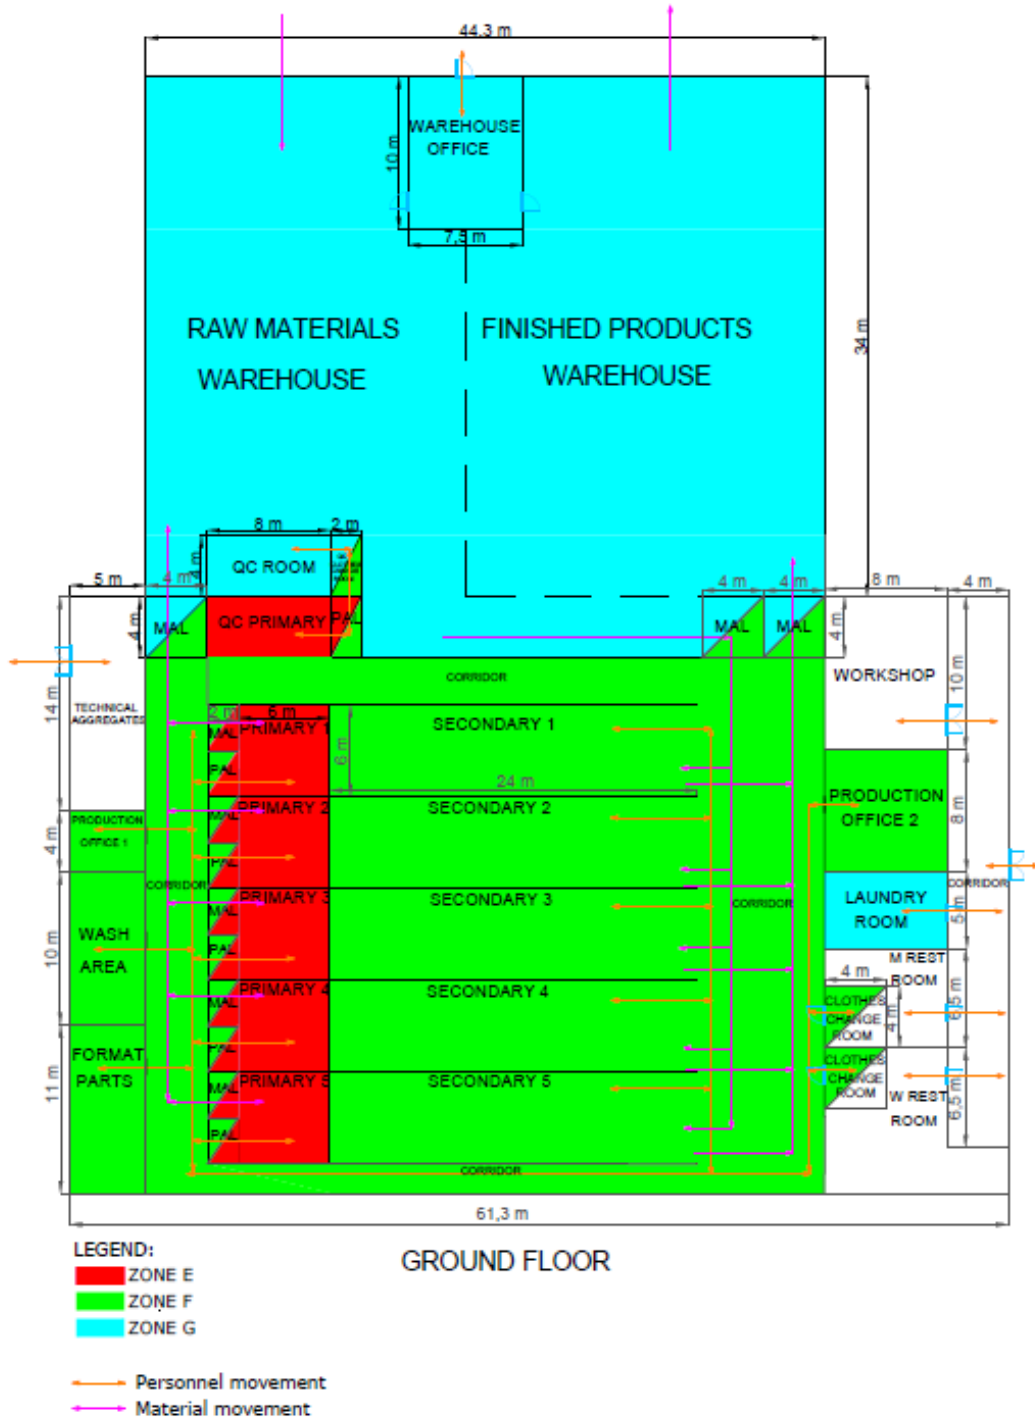 44.3 m
WAREHOUSE
OFFICE
10 m
7,5 m
RAW MATERIALS
WAREHOUSE
FINISHED PRODUCTS
WAREHOUSE
34 m
8 m
2 m
4 m
QC ROOM
5 m
4 m
4 m
4 m
8 m
4 m
4 m
MAL
QC PRIMARY
PAL
MAL
MAL
4 m
WORKSHOP
10 m
CORRIDOR
14 m
TECHNICAL
AGGREGATES
2 m
6 m
MAL
PRIMARY 1
SECONDARY 1
6 m
PAL
24 m
MAL
PRIMARY 2
SECONDARY 2
PRODUCTION
OFFICE 2
8 m
PRODUCTION
OFFICE 1
4 m
PAL
CORRIDOR
MAL
PRIMARY 3
SECONDARY 3
CORRIDOR
LAUNDRY
ROOM
CORRIDOR
5 m
WASH
AREA
10 m
PAL
M REST
ROOM
MAL
PRIMARY 4
SECONDARY 4
4 m
CLOTHES
CHANGE
ROOM
4 m
6,5 m
FORMAT
PARTS
11 m
PAL
MAL
PRIMARY 5
SECONDARY 5
CLOTHES
CHANGE
ROOM
W REST
ROOM
6,5 m
PAL
CORRIDOR
61,3 m
LEGEND:
GROUND FLOOR
ZONE E
ZONE F
ZONE G
Personnel movement
Material movement